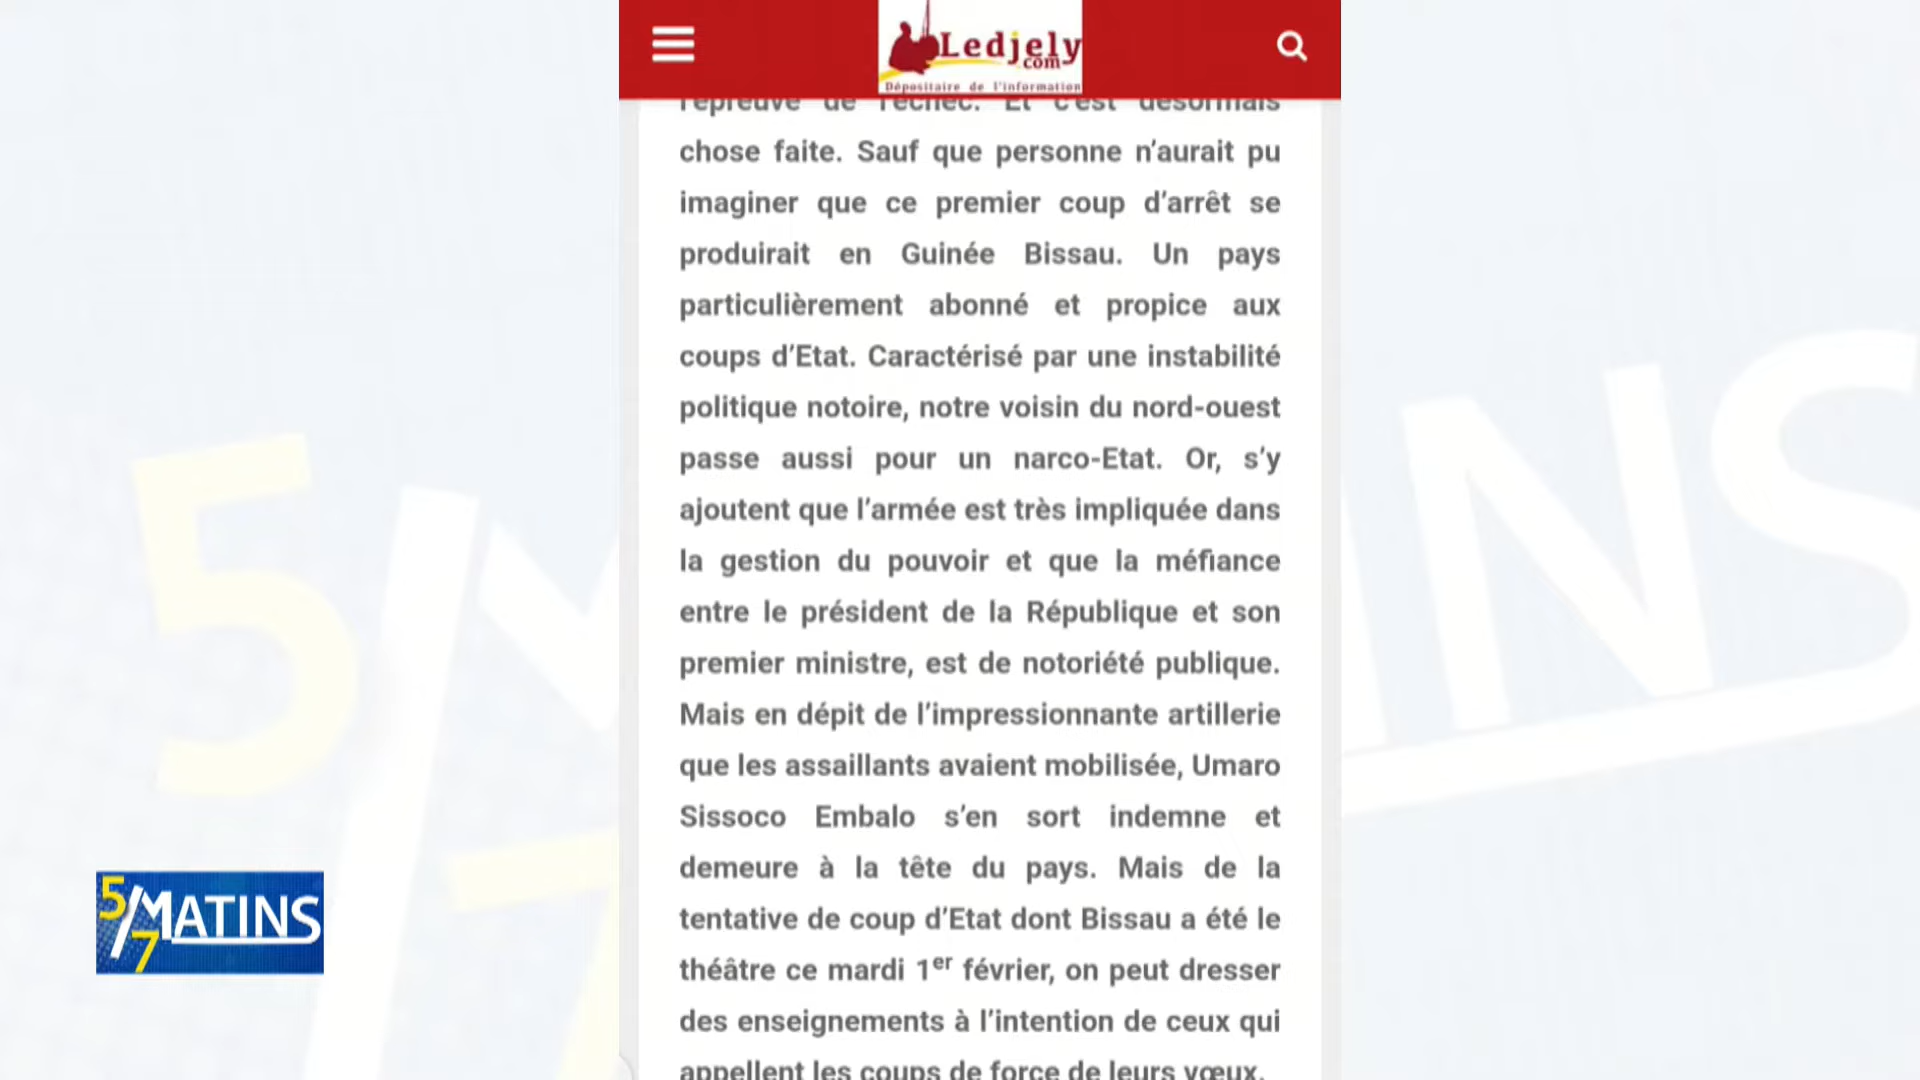 Ledjely
com
Dépositaire de l'information
l'épreuve de l'échec. Et c'est désormais
chose faite. Sauf que personne n’aurait pu
imaginer que ce premier coup d’arrêt se
produirait en Guinée Bissau. Un pays
particulièrement abonné et propice aux
coups d’Etat. Caractérisé par une instabilité
politique notoire, notre voisin du nord-ouest
passe aussi pour un narco-Etat. Or, s’y
ajoutent que l’armée est très impliquée dans
la gestion du pouvoir et que la méfiance
entre le président de la République et son
premier ministre, est de notoriété publique.
Mais en dépit de l’impressionnante artillerie
que les assaillants avaient mobilisée, Umaro
Sissoco Embalo s’en sort indemne et
demeure à la tête du pays. Mais de la
tentative de coup d’Etat dont Bissau a été le
théâtre ce mardi 1er février, on peut dresser
des enseignements à l’intention de ceux qui
appellent les coups de force de leurs vœux.
5/7 MATINS